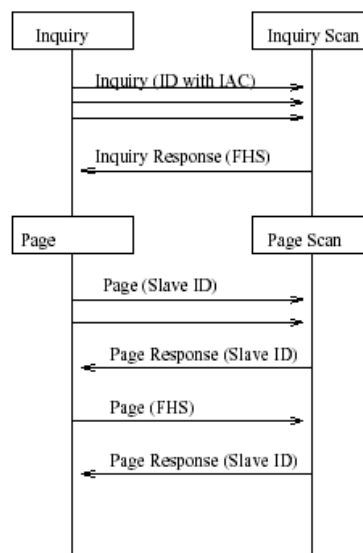 Inquiry
Inquiry Scan
Inquiry (ID with IAC)
Inquiry Response (FHS)
Page
Page Scan
Page (Slave ID)
Page Response (Slave ID)
Page (FHS)
Page Response (Slave ID)